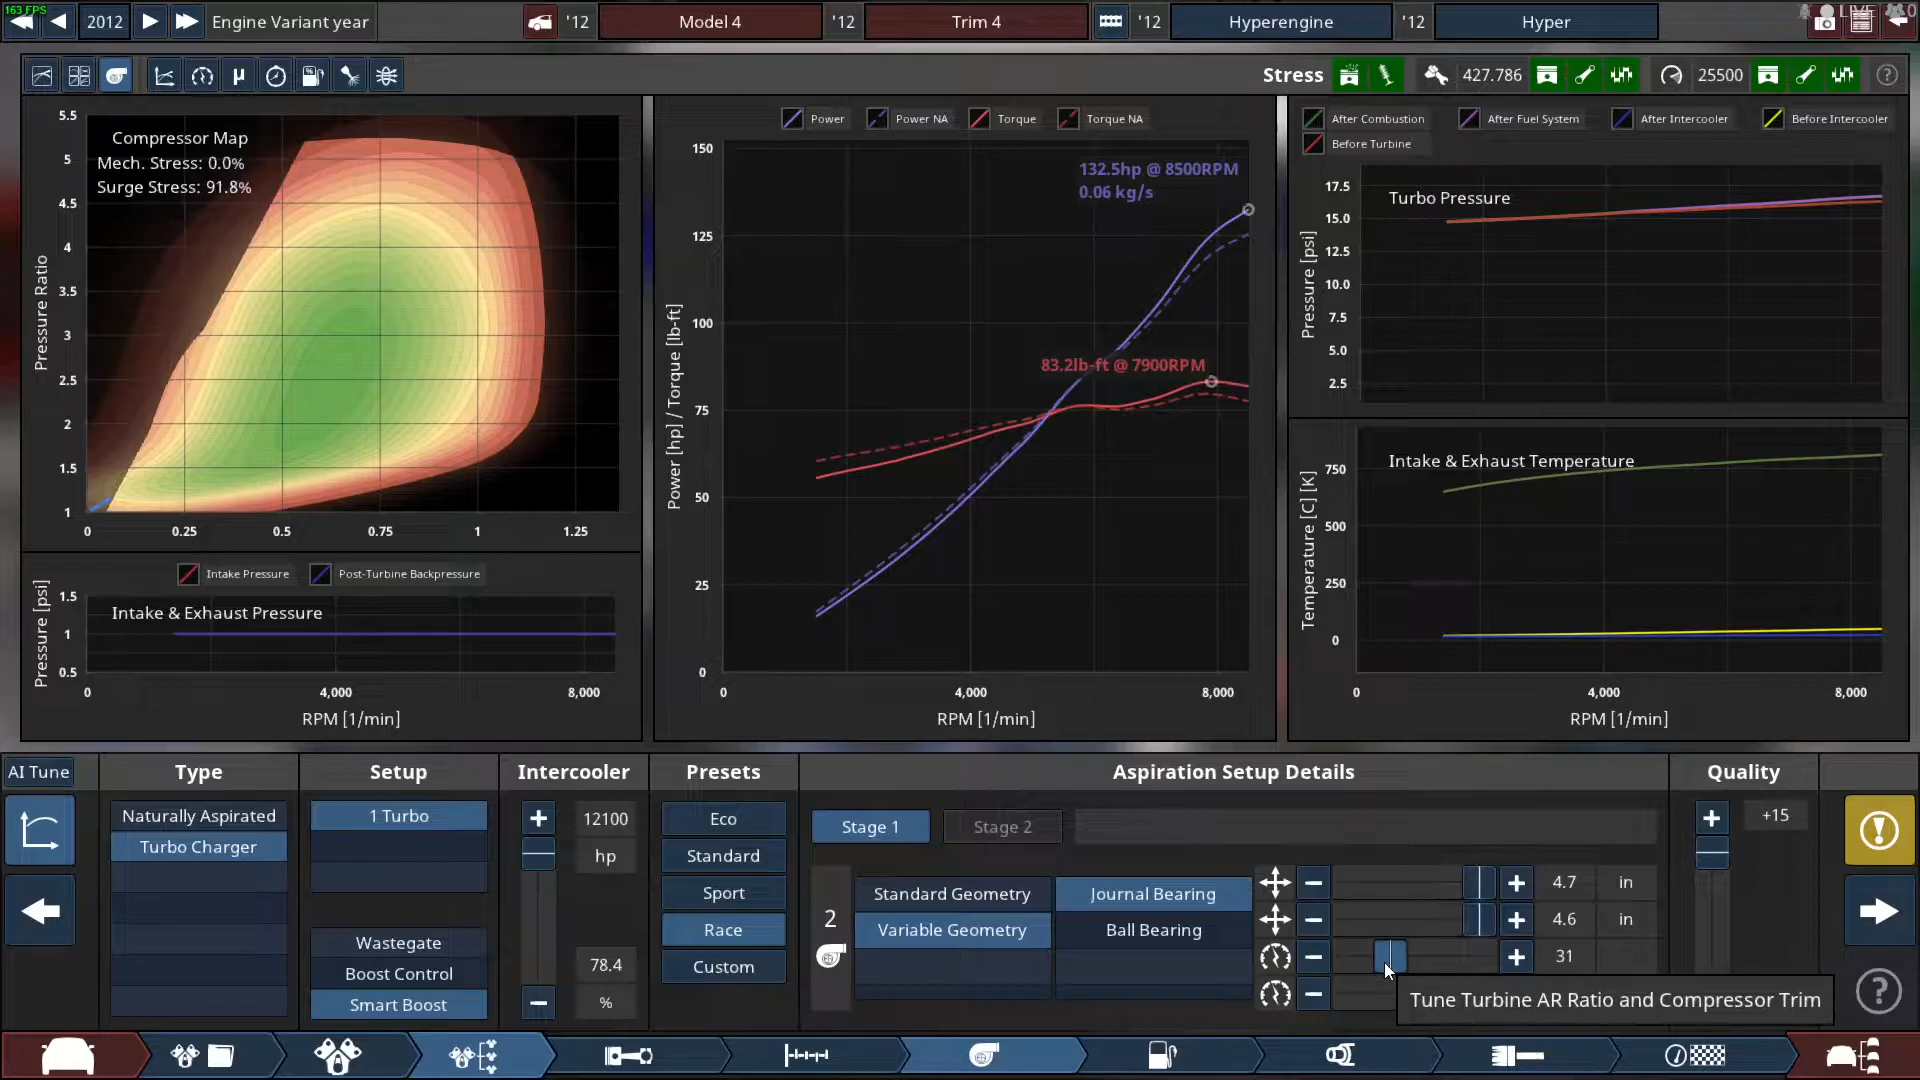 163 FPS
2012
Engine Variant year
'12
Model 4
'12
Trim 4
'12
Hyperengine
'12
Hyper
LIVE
0
Stress
427.786
25500
Compressor Map
Mech. Stress: 0.0%
Surge Stress: 91.8%
Pressure Ratio
5.5
5
4.5
4
3.5
3
2.5
2
1.5
1
0
0.25
0.5
0.75
1
1.25
Intake Pressure
Post-Turbine Backpressure
Intake & Exhaust Pressure
Pressure [psi]
1.5
1
0.5
0
4,000
8,000
RPM [1/min]
Power
Power NA
Torque
Torque NA
132.5hp @ 8500RPM
0.06 kg/s
83.2lb-ft @ 7900RPM
Power [hp] / Torque [lb-ft]
150
125
100
75
50
25
0
0
4,000
8,000
RPM [1/min]
After Combustion
After Fuel System
After Intercooler
Before Intercooler
Before Turbine
Turbo Pressure
Pressure [psi]
17.5
15.0
12.5
10.0
7.5
5.0
2.5
Intake & Exhaust Temperature
Temperature [C] [K]
750
500
250
0
0
4,000
8,000
RPM [1/min]
AI Tune
Type
Naturally Aspirated
Turbo Charger
Setup
1 Turbo
Wastegate
Boost Control
Smart Boost
Intercooler
12100
hp
78.4
%
Presets
Eco
Standard
Sport
Race
Custom
Aspiration Setup Details
Stage 1
Stage 2
2
Standard Geometry
Variable Geometry
Journal Bearing
Ball Bearing
4.7 in
4.6 in
31
Tune Turbine AR Ratio and Compressor Trim
Quality
+15